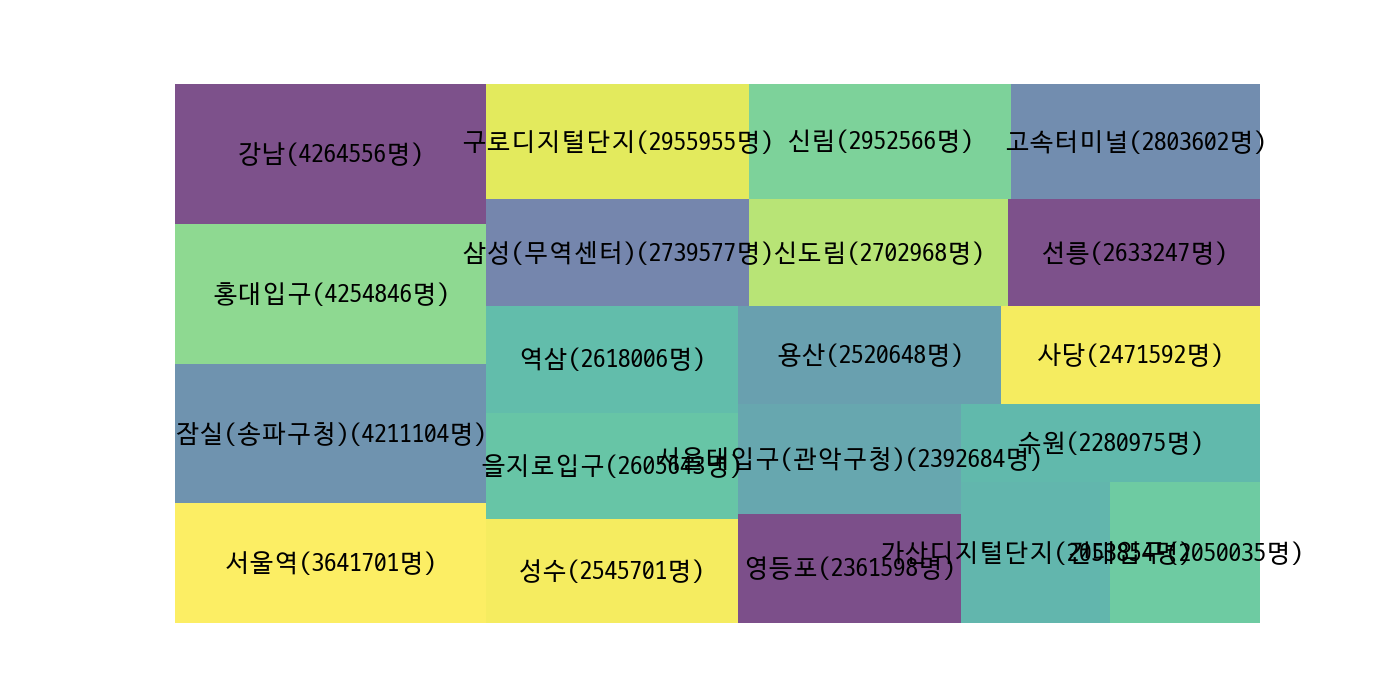 강남(4264556명)
홍대입구(4254846명)
잠실(송파구청)(4211104명)
서울역(3641701명)
구로디지털단지(2955955명)
신림(2952566명)
고속터미널(2803602명)
삼성(무역센터)(2739577명)
신도림(2702968명)
선릉(2633247명)
역삼(2618006명)
을지로입구(2605643명)
성수(2545701명)
용산(2520648명)
사당(2471592명)
서울대입구(관악구청)(2392684명)
영등포(2361598명)
수원(2280975명)
가산디지털단지(2053854명)
건대입구(2050035명)